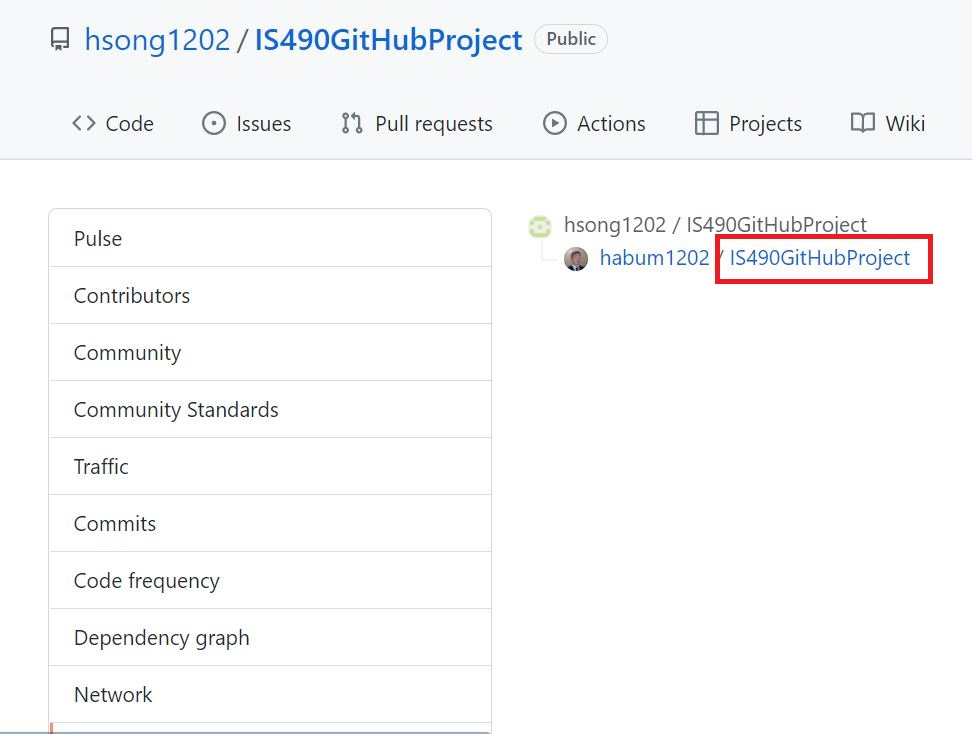 hsong1202 / IS490GitHubProject Public
Code Issues Pull requests Actions Projects Wiki
Pulse
Contributors
Community
Community Standards
Traffic
Commits
Code frequency
Dependency graph
Network
hsong1202 / IS490GitHubProject
habum1202 / IS490GitHubProject